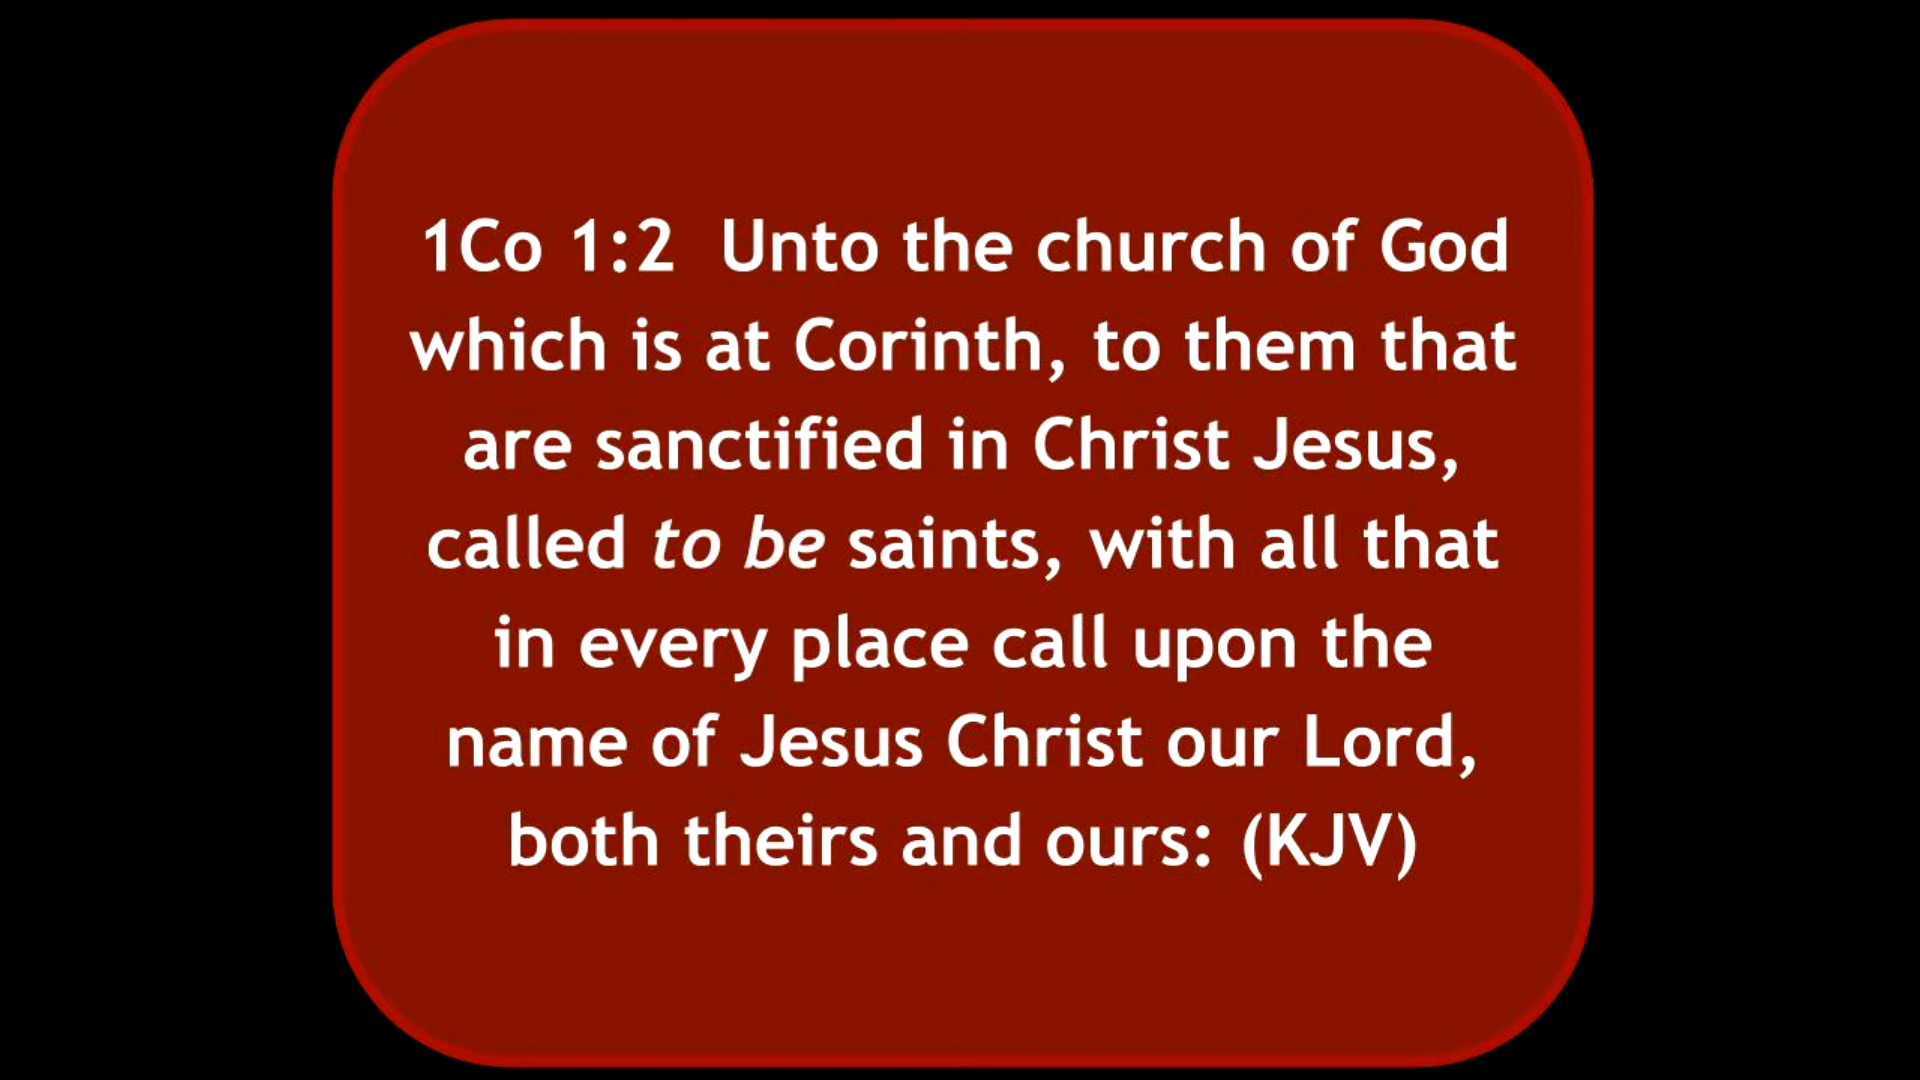 1Co 1:2  Unto the church of God
which is at Corinth, to them that
are sanctified in Christ Jesus,
called to be saints, with all that
in every place call upon the
name of Jesus Christ our Lord,
both theirs and ours: (KJV)